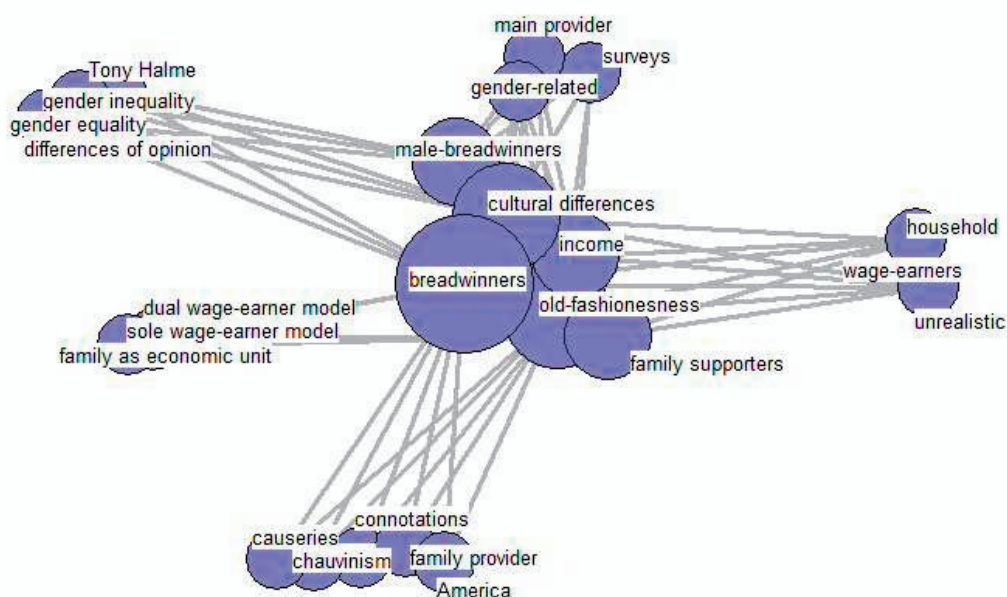 main provider
surveys
gender-related
Tony Halme
gender inequality
gender equality
differences of opinion
male-breadwinners
cultural differences
income
household
wage-earners
unrealistic
breadwinners
old-fashionesness
family supporters
dual wage-earner model
sole wage-earner model
family as economic unit
connotations
causeries
chauvinism
family provider
America